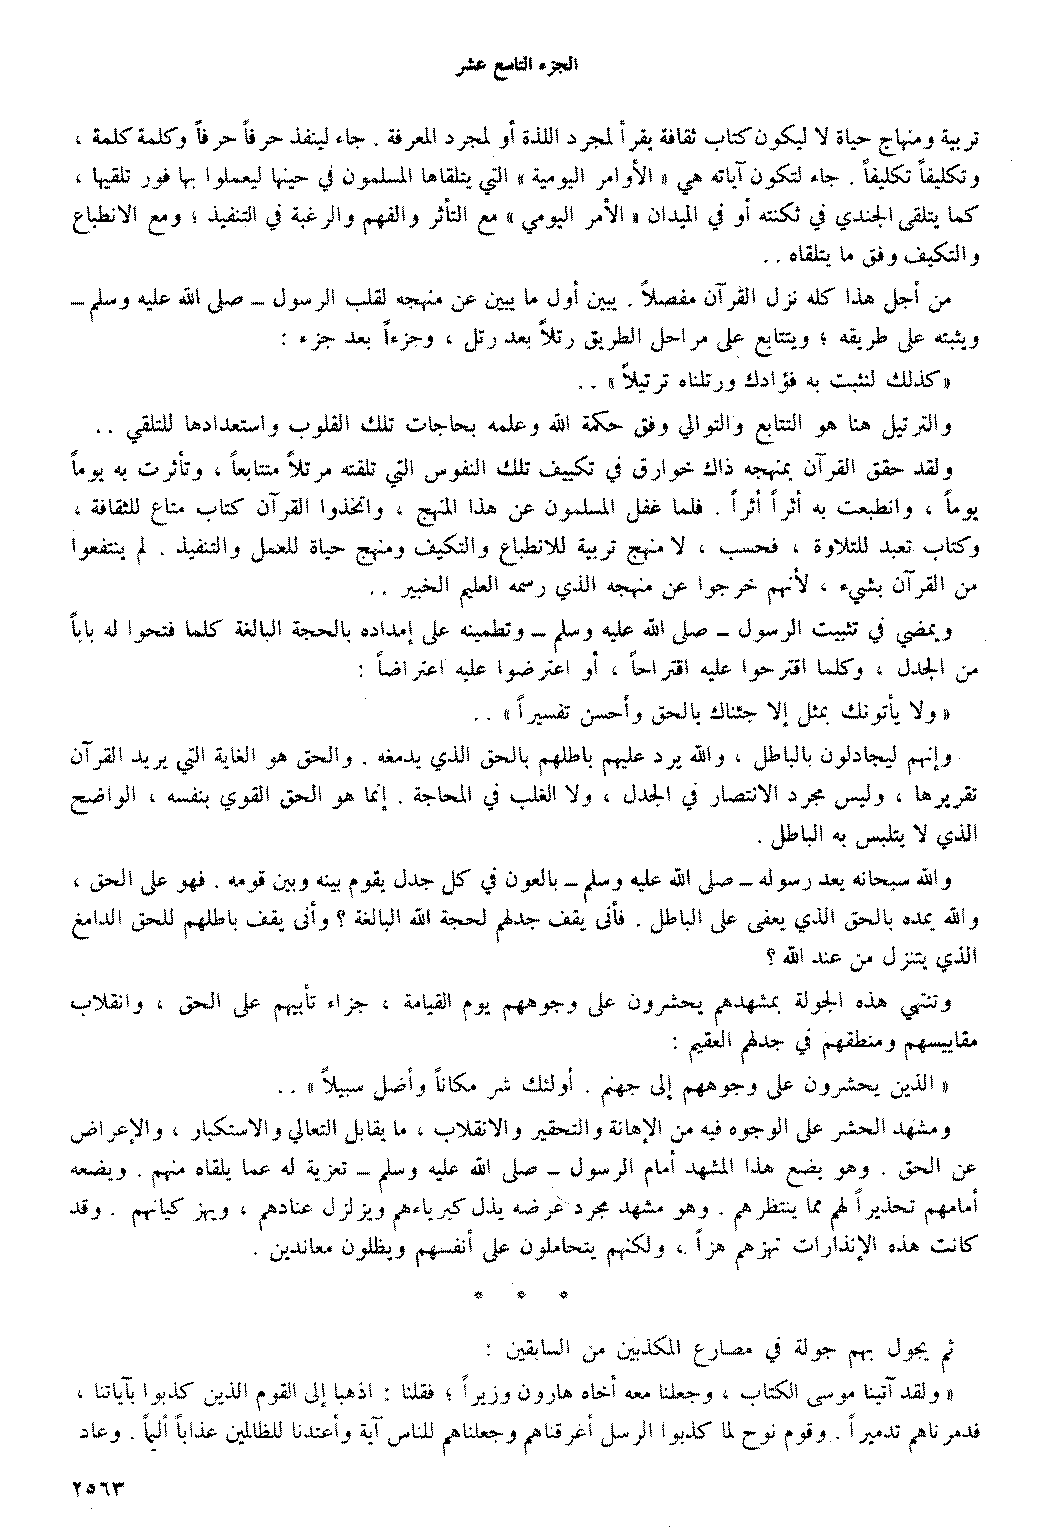 الجزء التاسع عشر
تربية ومنهاج حياة لا ليكون كتاب ثقافة يقرأ لمجرد اللذة أو لمجرد المعرفة . جاء لينفذ حرفاً حرفاً وكلمة كلمة ،
وتكليفاً تكليفاً . جاء لتكون آياته هي « الأوامر اليومية » التي يتلقاها المسلمون في حينها ليعملوا بها فور تلقيها ،
كما يتلقى الجندي في ثكنته أو في الميدان « الأمر اليومي » مع التأثر والفهم والرغبة في التنفيذ ؛ ومع الانطباع
والتكيف وفق ما يتلقاه . .
من أجل هذا كله نزل القرآن مفصلاً . يبين أول ما يبين عن منهجه لقلب الرسول – صلى الله عليه وسلم –
ويثبته على طريقه ؛ ويتتابع على مراحل الطريق رتلاً بعد رتل ، وجزءاً بعد جزء :
« كذلك لنثبت به فؤادك ورتلناه ترتيلاً » . .
والترتيل هنا هو التتابع والتوالي وفق حكمة الله وعلمه بحاجات تلك القلوب واستعدادها للتلقي . .
ولقد حقق القرآن بمنهجه ذاك خوارق في تكييف تلك النفوس التي تلقته مرتلاً متتابعاً ، وتأثرت به يوماً
يوماً ، وانطبعت به أثراً أثراً . فلما غفل المسلمون عن هذا المنهج ، واتخذوا القرآن كتاب متاع للثقافة ،
وكتاب تعبد للتلاوة ، فحسب ، لا منهج تربية للانطباع والتكيف ومنهج حياة للعمل والتنفيذ . لم ينتفعوا
من القرآن بشيء ، لأنهم خرجوا عن منهجه الذي رسمه العليم الخبير . .
ويمضي في تثبيت الرسول – صلى الله عليه وسلم – وتطمينه على إمداده بالحجة البالغة كلما فتحوا له باباً
من الجدل ، وكلما اقترحوا عليه اقتراحاً ، أو اعترضوا عليه اعتراضاً :
« ولا يأتونك بمثل إلا جئناك بالحق وأحسن تفسيراً » . .
وإنهم ليجادلون بالباطل ، والله يرد عليهم باطلهم بالحق الذي يدمغه . والحق هو الغاية التي يريد القرآن
تقريرها ، وليس مجرد الانتصار في الجدل ، ولا الغلب في المحاجة . إنما هو الحق القوي بنفسه ، الواضح
الذي لا يتلبس به الباطل .
والله سبحانه يعد رسوله – صلى الله عليه وسلم – بالعون في كل جدل يقوم بينه وبين قومه . فهو على الحق ،
والله يمده بالحق الذي يعفى على الباطل . فأنى يقف جدلهم لحجة الله البالغة ؟ وأنى يقف باطلهم للحق الدامغ
الذي يتنزل من عند الله ؟
وتنتهي هذه الجولة بمشهدهم يحشرون على وجوههم يوم القيامة ، جزاء تأبيهم على الحق ، وانقلاب
مقاييسهم ومنطقهم في جدلهم العقيم :
« الذين يحشرون على وجوههم إلى جهنم . أولئك شر مكاناً وأضل سبيلاً » . .
ومشهد الحشر على الوجوه فيه من الإهانة والتحقير والانقلاب ، ما يقابل التعالي والاستكبار ، والإعراض
عن الحق . وهو يضع هذا المشهد أمام الرسول – صلى الله عليه وسلم – تعزية له عما يلقاه منهم . ويضعه
أمامهم تحذيراً لهم مما ينتظرهم . وهو مشهد مجرد عرضه يذل كبرياءهم ويزلزل عنادهم ، ويهز كيانهم . وقد
كانت هذه الإنذارات تهزهم هزاً ، ولكنهم يتحاملون على أنفسهم ويظلون معاندين .
* * *
ثم يجول بهم جولة في مصارع المكذبين من السابقين :
« ولقد آتينا موسى الكتاب ، وجعلنا معه أخاه هارون وزيراً ؛ فقلنا : اذهبا إلى القوم الذين كذبوا بآياتنا ،
فدمرناهم تدميراً . وقوم نوح لما كذبوا الرسل أغرقناهم وجعلناهم للناس آية وأعتدنا للظالمين عذاباً أليماً . وعاد
٢٥٦٣